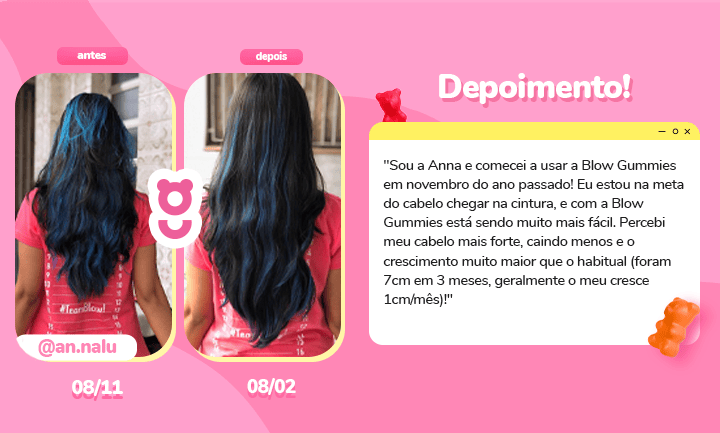 antes
depois
Depoimento!
"Sou a Anna e comecei a usar a Blow Gummies
em novembro do ano passado! Eu estou na meta
do cabelo chegar na cintura, e com a Blow
Gummies está sendo muito mais fácil. Percebi
meu cabelo mais forte, caindo menos e o
crescimento muito maior que o habitual (foram
7cm em 3 meses, geralmente o meu cresce
1cm/mês)!"
#TeamBlow!
@an.nalu
08/11
08/02